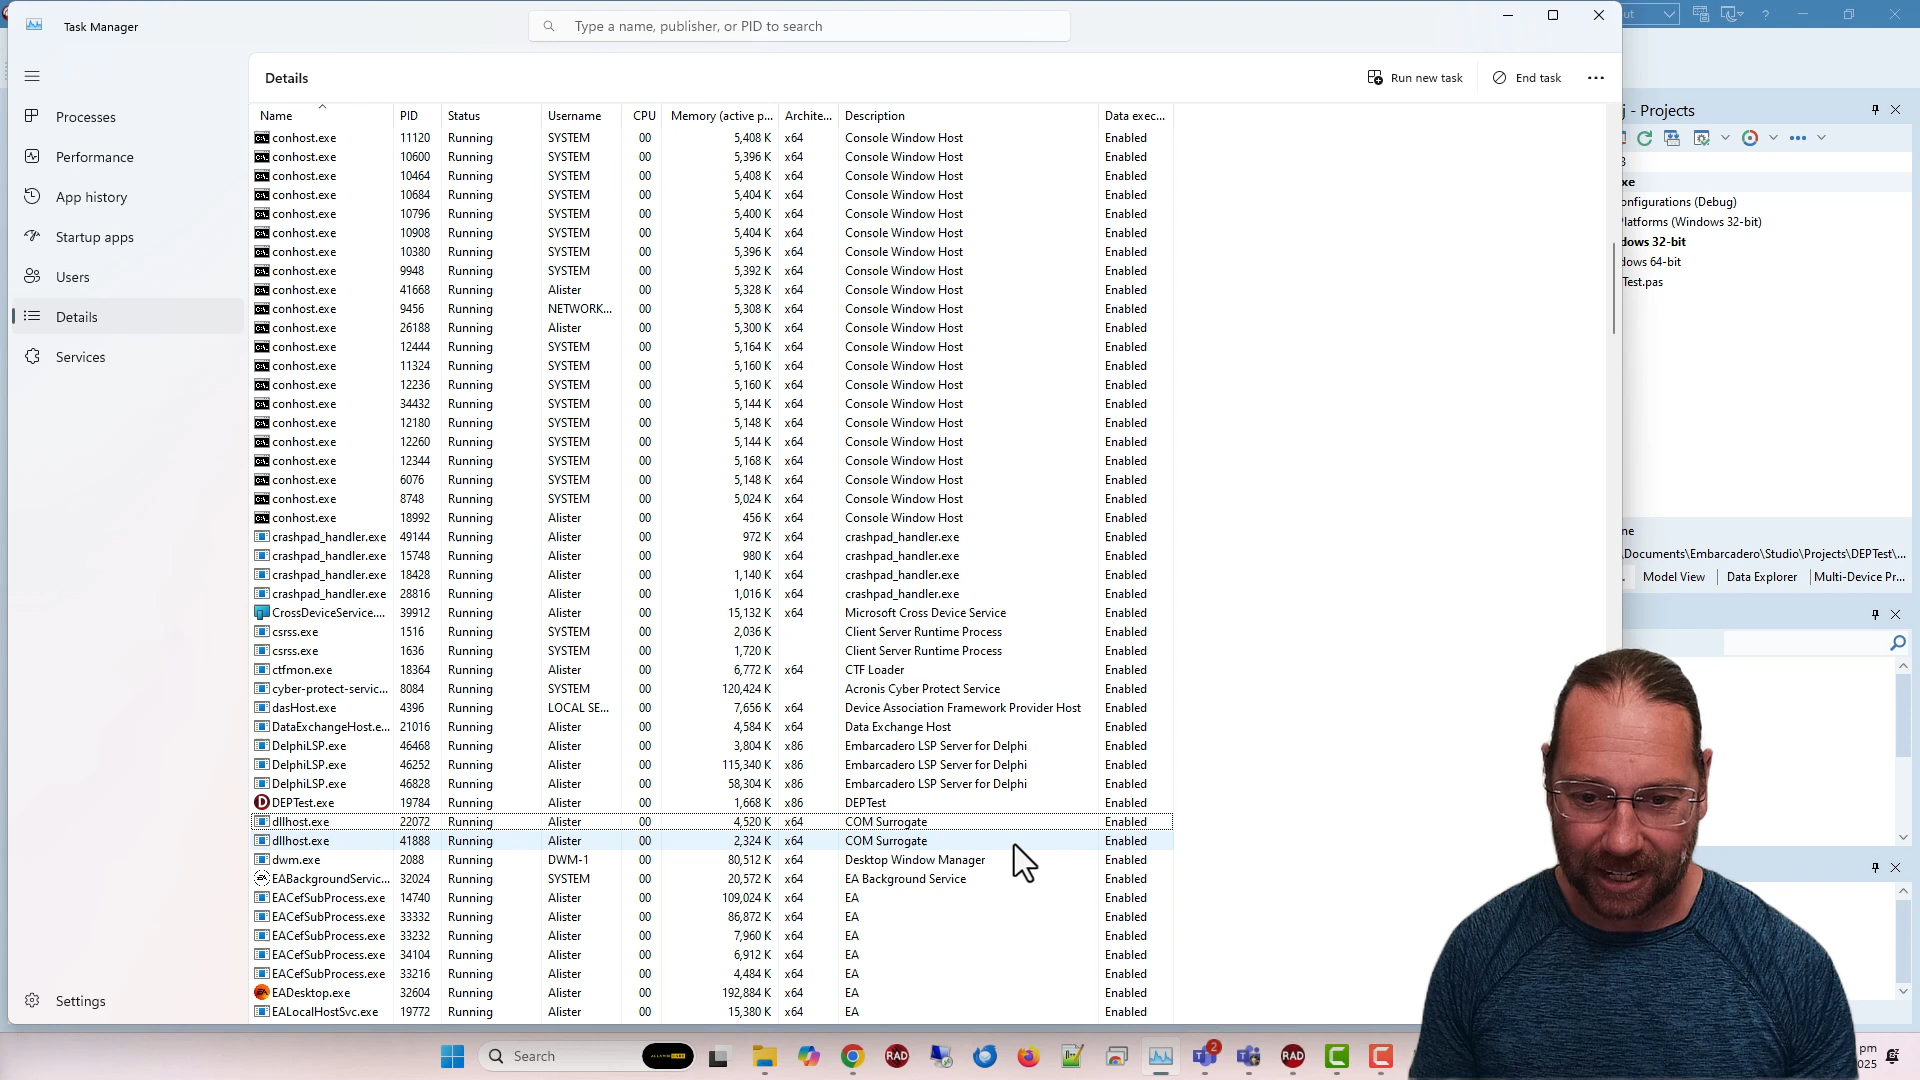 Task Manager
Type a name, publisher, or PID to search
ut
Details
Run new task
End task
Processes
Performance
App history
Startup apps
Users
Details
Services
Settings
Name PID Status Username CPU Memory (active p... Archite... Description Data exec...
conhost.exe 11120 Running SYSTEM 00 5,408 K x64 Console Window Host Enabled
conhost.exe 10600 Running SYSTEM 00 5,396 K x64 Console Window Host Enabled
conhost.exe 10464 Running SYSTEM 00 5,408 K x64 Console Window Host Enabled
conhost.exe 10684 Running SYSTEM 00 5,404 K x64 Console Window Host Enabled
conhost.exe 10796 Running SYSTEM 00 5,400 K x64 Console Window Host Enabled
conhost.exe 10908 Running SYSTEM 00 5,404 K x64 Console Window Host Enabled
conhost.exe 10380 Running SYSTEM 00 5,396 K x64 Console Window Host Enabled
conhost.exe 9948 Running SYSTEM 00 5,392 K x64 Console Window Host Enabled
conhost.exe 41668 Running Alister 00 5,328 K x64 Console Window Host Enabled
conhost.exe 9456 Running NETWORK... 00 5,308 K x64 Console Window Host Enabled
conhost.exe 26188 Running Alister 00 5,300 K x64 Console Window Host Enabled
conhost.exe 12444 Running SYSTEM 00 5,164 K x64 Console Window Host Enabled
conhost.exe 11324 Running SYSTEM 00 5,160 K x64 Console Window Host Enabled
conhost.exe 12236 Running SYSTEM 00 5,160 K x64 Console Window Host Enabled
conhost.exe 34432 Running SYSTEM 00 5,144 K x64 Console Window Host Enabled
conhost.exe 12180 Running SYSTEM 00 5,148 K x64 Console Window Host Enabled
conhost.exe 12260 Running SYSTEM 00 5,144 K x64 Console Window Host Enabled
conhost.exe 12344 Running SYSTEM 00 5,168 K x64 Console Window Host Enabled
conhost.exe 6076 Running SYSTEM 00 5,148 K x64 Console Window Host Enabled
conhost.exe 8748 Running SYSTEM 00 5,024 K x64 Console Window Host Enabled
conhost.exe 18992 Running Alister 00 456 K x64 Console Window Host Enabled
crashpad_handler.exe 49144 Running Alister 00 972 K x64 crashpad_handler.exe Enabled
crashpad_handler.exe 15748 Running Alister 00 980 K x64 crashpad_handler.exe Enabled
crashpad_handler.exe 18428 Running Alister 00 1,140 K x64 crashpad_handler.exe Enabled
crashpad_handler.exe 28816 Running Alister 00 1,016 K x64 crashpad_handler.exe Enabled
CrossDeviceService.... 39912 Running Alister 00 15,132 K x64 Microsoft Cross Device Service Enabled
csrss.exe 1516 Running SYSTEM 00 2,036 K Client Server Runtime Process Enabled
csrss.exe 1636 Running SYSTEM 00 1,720 K Client Server Runtime Process Enabled
ctfmon.exe 18364 Running Alister 00 6,772 K x64 CTF Loader Enabled
cyber-protect-servic... 8084 Running SYSTEM 00 120,424 K Acronis Cyber Protect Service Enabled
dasHost.exe 4396 Running LOCAL SE... 00 7,656 K x64 Device Association Framework Provider Host Enabled
DataExchangeHost.e... 21016 Running Alister 00 4,584 K x64 Data Exchange Host Enabled
DelphiLSP.exe 46468 Running Alister 00 3,804 K x86 Embarcadero LSP Server for Delphi Enabled
DelphiLSP.exe 46252 Running Alister 00 115,340 K x86 Embarcadero LSP Server for Delphi Enabled
DelphiLSP.exe 46828 Running Alister 00 58,304 K x86 Embarcadero LSP Server for Delphi Enabled
DEPTest.exe 19784 Running Alister 00 1,668 K x86 DEPTest Enabled
dllhost.exe 22072 Running Alister 00 4,520 K x64 COM Surrogate Enabled
dllhost.exe 41888 Running Alister 00 2,324 K x64 COM Surrogate Enabled
dwm.exe 2088 Running DWM-1 00 80,512 K x64 Desktop Window Manager Enabled
EABackgroundServic... 32024 Running SYSTEM 00 20,572 K x64 EA Background Service Enabled
EACefSubProcess.exe 14740 Running Alister 00 109,024 K x64 EA Enabled
EACefSubProcess.exe 33332 Running Alister 00 86,872 K x64 EA Enabled
EACefSubProcess.exe 33232 Running Alister 00 7,960 K x64 EA Enabled
EACefSubProcess.exe 34104 Running Alister 00 6,912 K x64 EA Enabled
EACefSubProcess.exe 33216 Running Alister 00 4,484 K x64 EA Enabled
EADesktop.exe 32604 Running Alister 00 192,884 K x64 EA Enabled
EALocalHostSvc.exe 19772 Running Alister 00 15,380 K x64 EA Enabled
j - Projects
xe
onfigurations (Debug)
latforms (Windows 32-bit)
dows 32-bit
dows 64-bit
Test.pas
ne
\Documents\Embarcadero\Studio\Projects\DEPTest\...
Model View Data Explorer Multi-Device Pr...
Search
RAD
2
RAD
pm
025